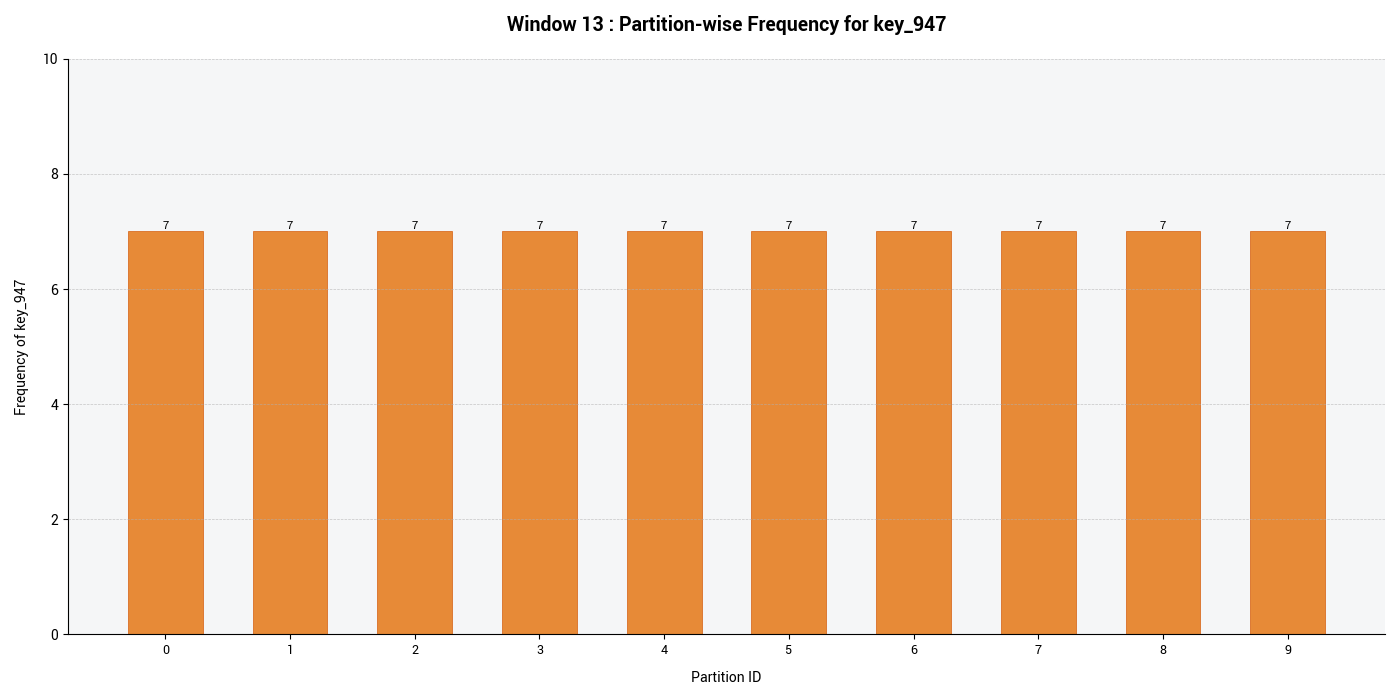 Window 13 : Partition-wise Frequency for key_947
Frequency of key_947
10
8
6
4
2
0
7 7 7 7 7 7 7 7 7 7
0 1 2 3 4 5 6 7 8 9
Partition ID